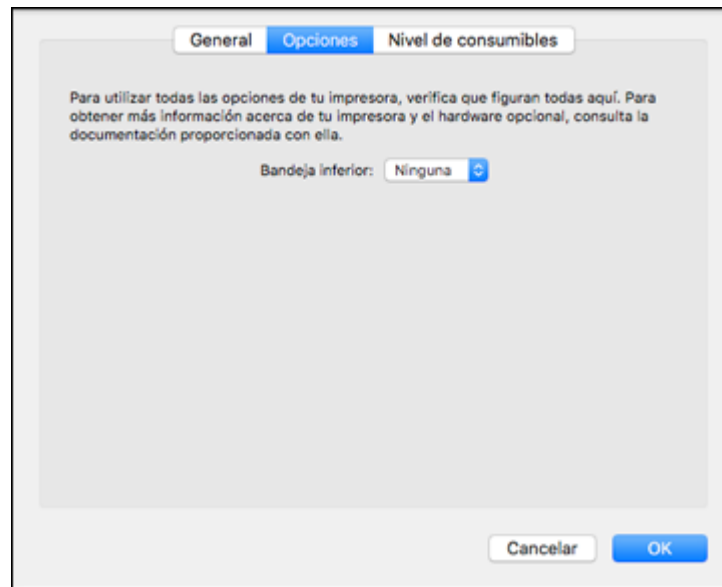 General Opciones Nivel de consumibles
Para utilizar todas las opciones de tu impresora, verifica que figuran todas aquí. Para
obtener más información acerca de tu impresora y el hardware opcional, consulta la
documentación proporcionada con ella.
Bandeja inferior: Ninguna
Cancelar OK